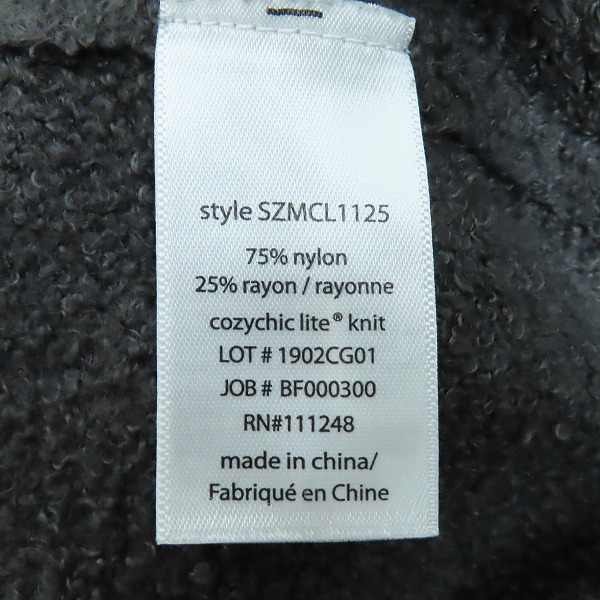 style SZMCL1125
75% nylon
25% rayon / rayonne
cozychic lite® knit
LOT # 1902CG01
JOB # BF000300
RN#111248
made in china/
Fabriqué en Chine